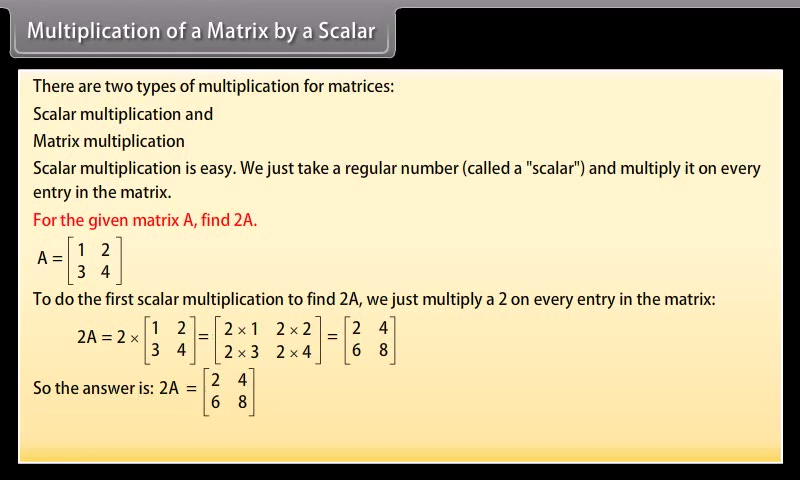 Multiplication of a Matrix by a Scalar
There are two types of multiplication for matrices:
Scalar multiplication and
Matrix multiplication
Scalar multiplication is easy. We just take a regular number (called a "scalar") and multiply it on every
entry in the matrix.
For the given matrix A, find 2A.
A = [1 2
3 4]
To do the first scalar multiplication to find 2A, we just multiply a 2 on every entry in the matrix:
2A = 2 × [1 2 = [2 × 1 2 × 2 = [2 4
3 4] 2 × 3 2 × 4] 6 8]
So the answer is: 2A = [2 4
6 8]